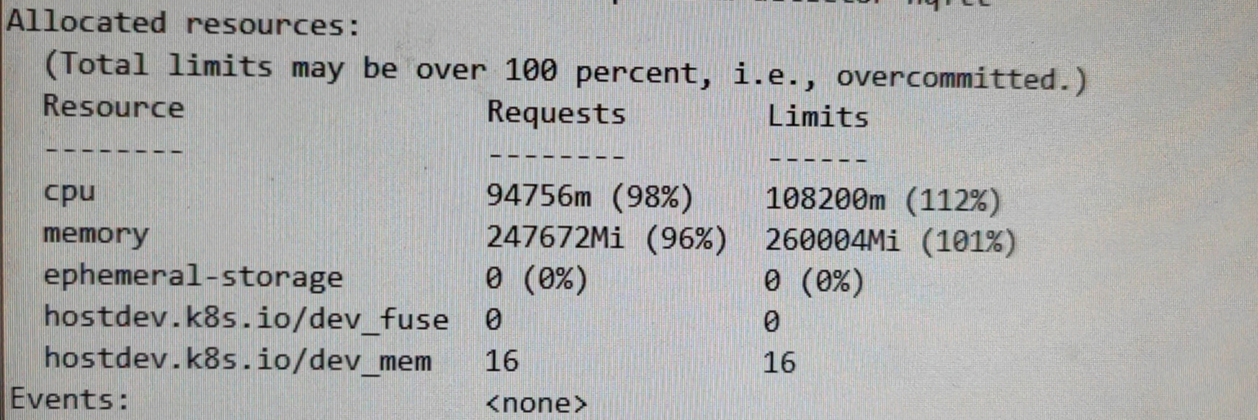 Allocated resources:
(Total limits may be over 100 percent, i.e., overcommitted.)
Resource Requests Limits
-------- -------- ------
cpu 94756m (98%) 108200m (112%)
memory 247672Mi (96%) 260004Mi (101%)
ephemeral-storage 0 (0%) 0 (0%)
hostdev.k8s.io/dev_fuse 0 0
hostdev.k8s.io/dev_mem 16 16
Events: <none>